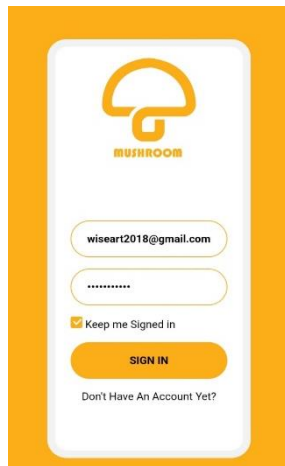 MUSHROOM
wiseart2018@gmail.com
•••••••••••
Keep me Signed in
SIGN IN
Don't Have An Account Yet?